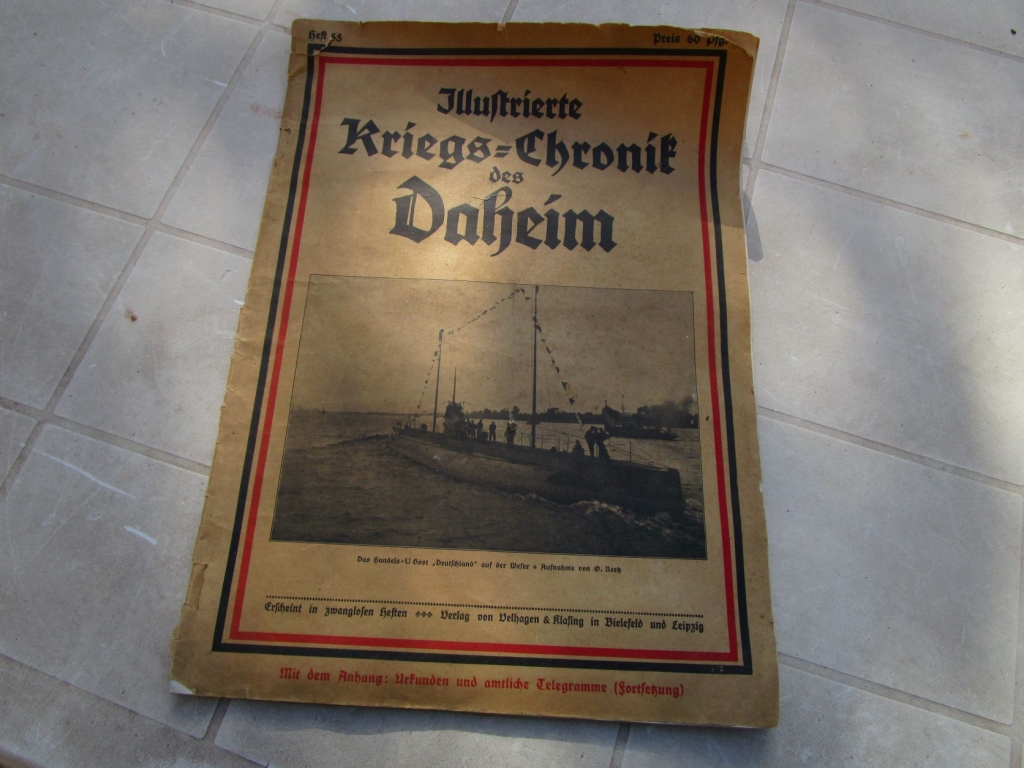 Heft 55
Preis 60 Pfg.
Illustrierte
Kriegs=Chronik
des
Daheim
Das Handels=U Boot „Deutschland“ auf der Weser + Aufnahme von O.
Erscheint in zwanglosen Heften +++ Verlag von Velhagen & Klasing in Bielefeld und Leipzig
Mit dem Anhang: Urkunden und amtliche Telegramme (Fortsetzung)